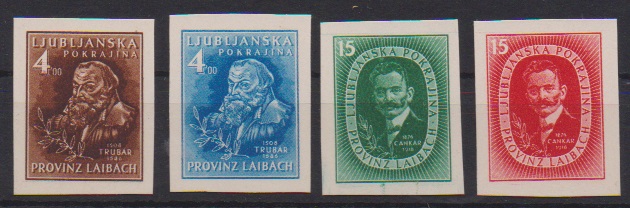 LJUBLJANSKA
POKRAJINA
4
L'00
1508
TRUBAR
1586
PROVINZ LAIBACH
LJUBLJANSKA
POKRAJINA
4
L'00
1508
TRUBAR
1586
PROVINZ LAIBACH
15
LJUBLJANSKA POKRAJINA
1876
CANKAR
1918
PROVINZ LAIBACH
15
LJUBLJANSKA POKRAJINA
1876
CANKAR
1918
PROVINZ LAIBACH